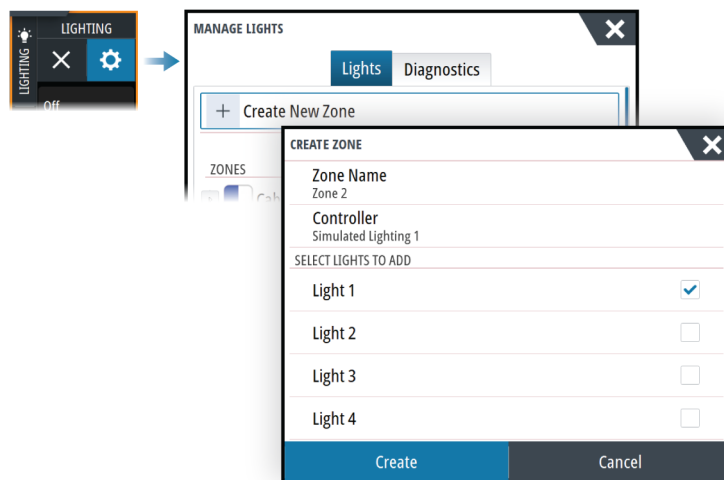 LIGHTING
LIGHTING
Off
MANAGE LIGHTS
Lights
Diagnostics
+ Create New Zone
ZONES
CREATE ZONE
Zone Name
Zone 2
Controller
Simulated Lighting 1
SELECT LIGHTS TO ADD
Light 1
Light 2
Light 3
Light 4
Create
Cancel